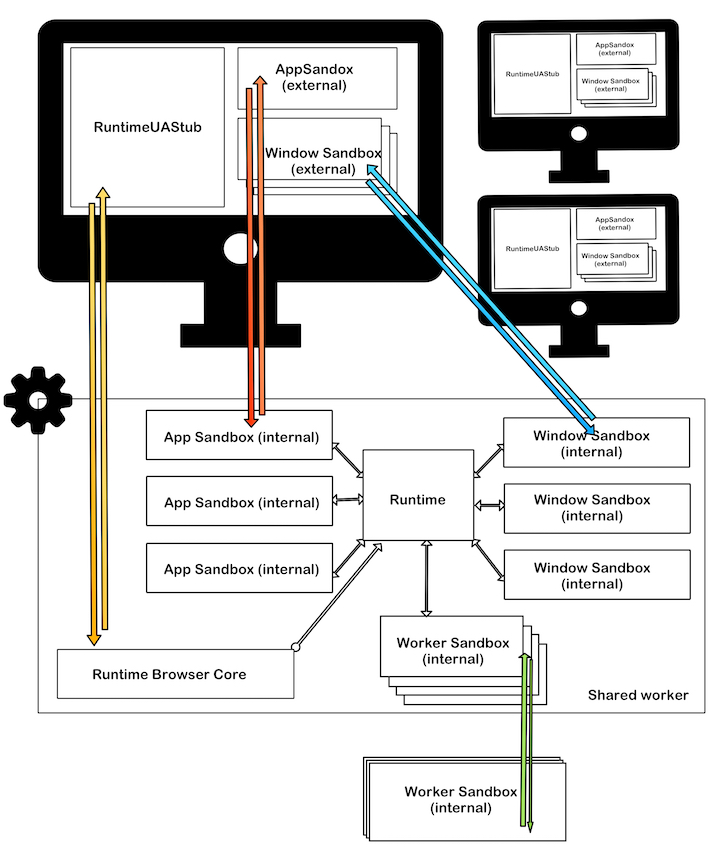 RuntimeUAStub
AppSandox
(external)
Window Sandbox
(external)
RuntimeUAStub
AppSandox
(external)
Window Sandbox
(external)
RuntimeUAStub
AppSandox
(external)
Window Sandbox
(external)
App Sandbox (internal)
App Sandbox (internal)
App Sandbox (internal)
Runtime
Window Sandbox
(internal)
Window Sandbox
(internal)
Window Sandbox
(internal)
Runtime Browser Core
Worker Sandbox
(internal)
Shared worker
Worker Sandbox
(internal)